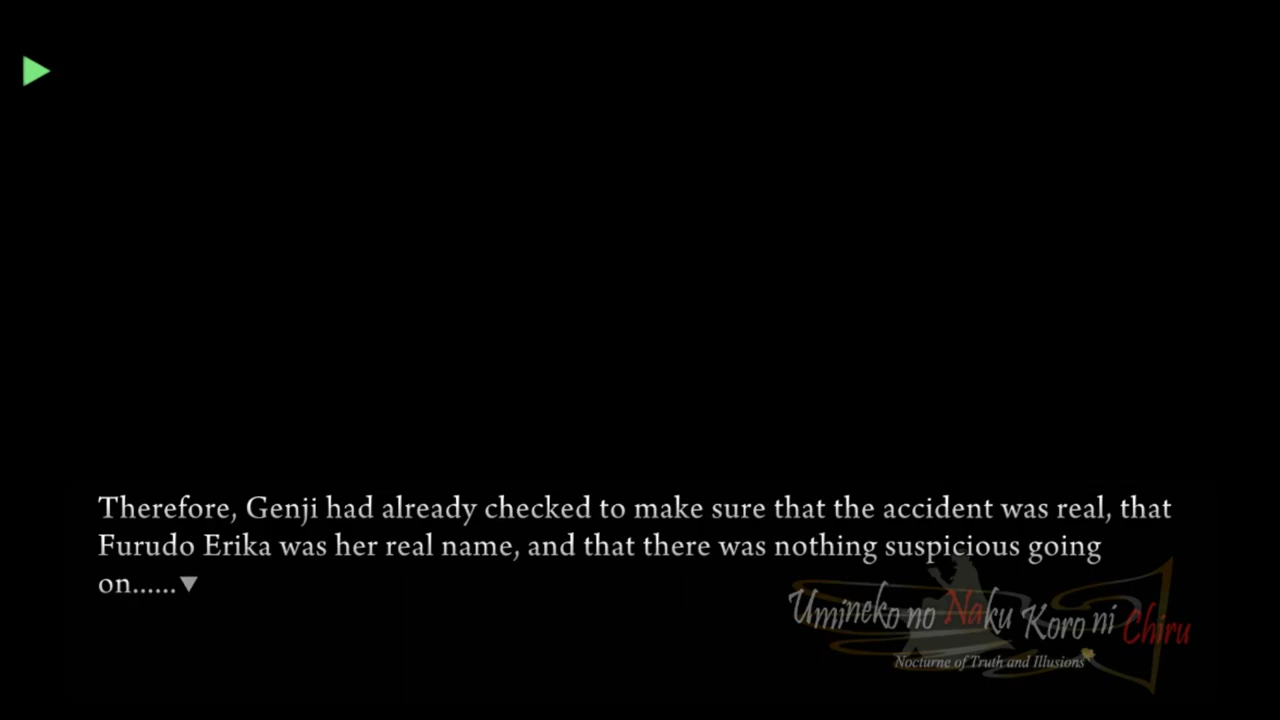 Therefore, Genji had already checked to make sure that the accident was real, that
Furudo Erika was her real name, and that there was nothing suspicious going
on......
Umineko no Naku Koro ni Chiru
Nocturne of Truth and Illusions